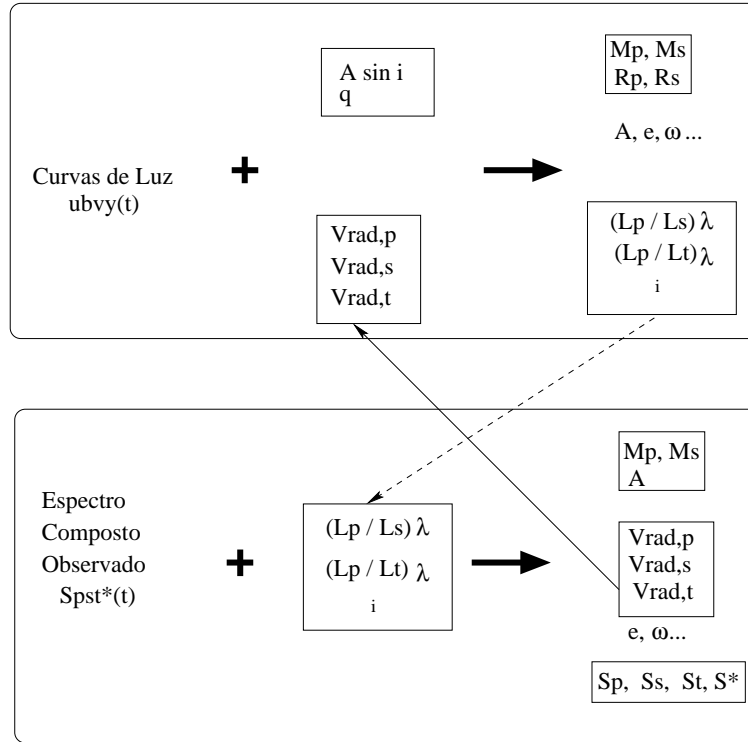 Curvas de Luz
ubvy(t)
+
A sin i
q
Vrad,p
Vrad,s
Vrad,t
Mp, Ms
Rp, Rs
A, e, ω ...
(Lp / Ls) λ
(Lp / Lt) λ
i
Espectro
Composto
Observado
Spst*(t)
+
(Lp / Ls) λ
(Lp / Lt) λ
i
Mp, Ms
A
Vrad,p
Vrad,s
Vrad,t
e, ω...
Sp, Ss, St, S*